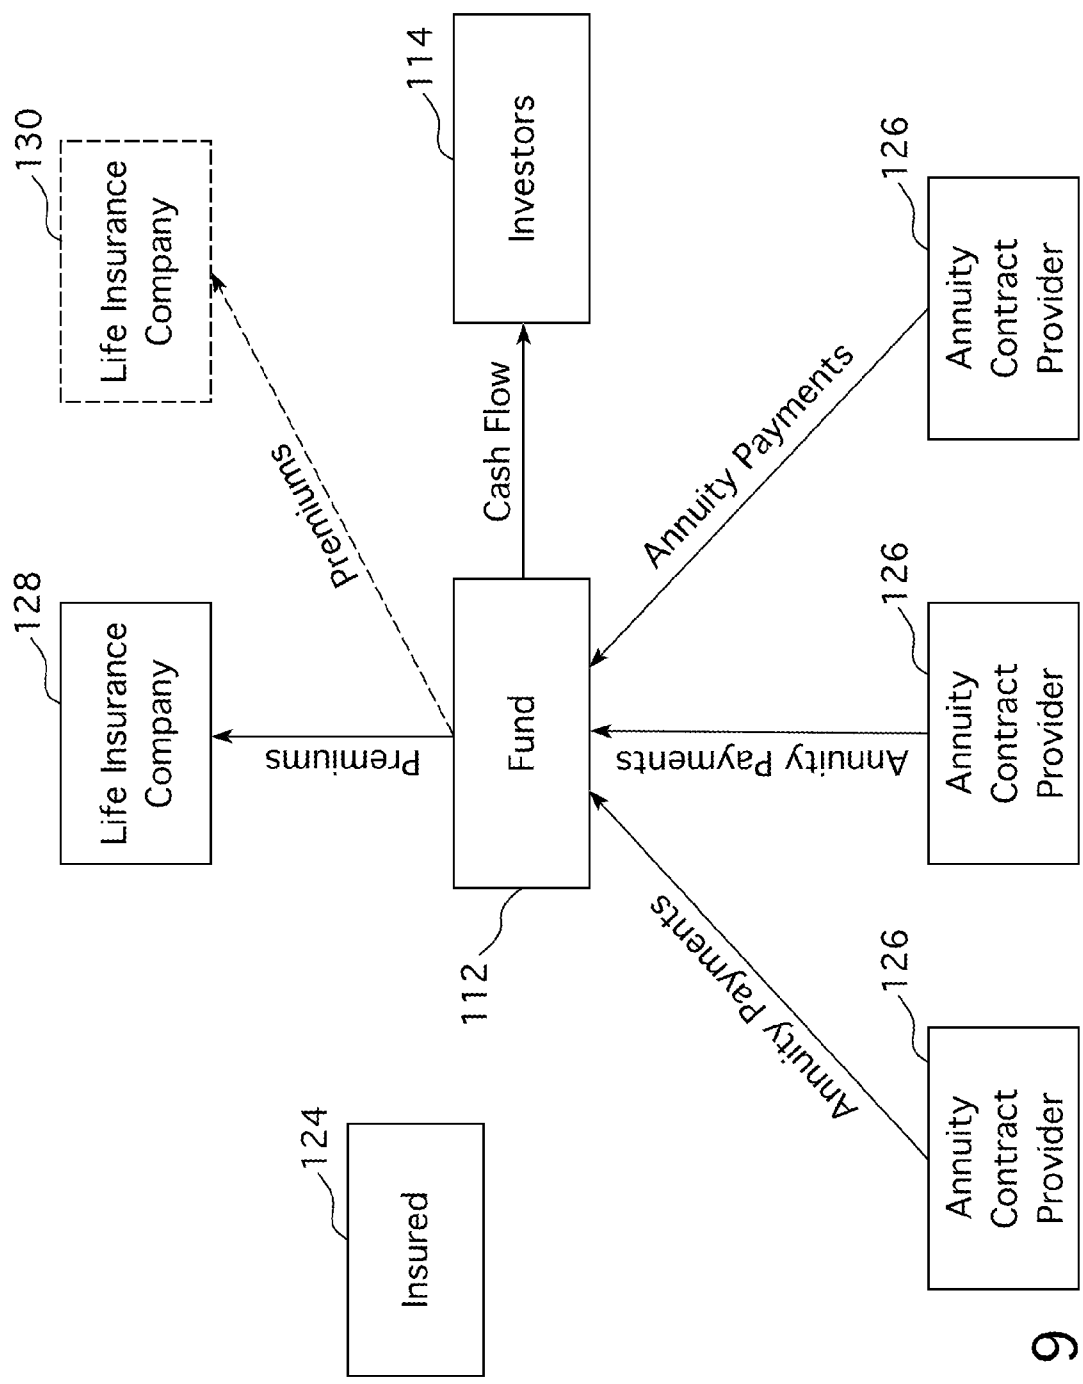 128
Life Insurance
Company
130
Life Insurance
Company
Premiums
Premiums
124
Insured
112
Fund
Cash Flow
114
Investors
Annuity Payments
Annuity Payments
Annuity Payments
126
Annuity
Contract
Provider
126
Annuity
Contract
Provider
126
Annuity
Contract
Provider
9